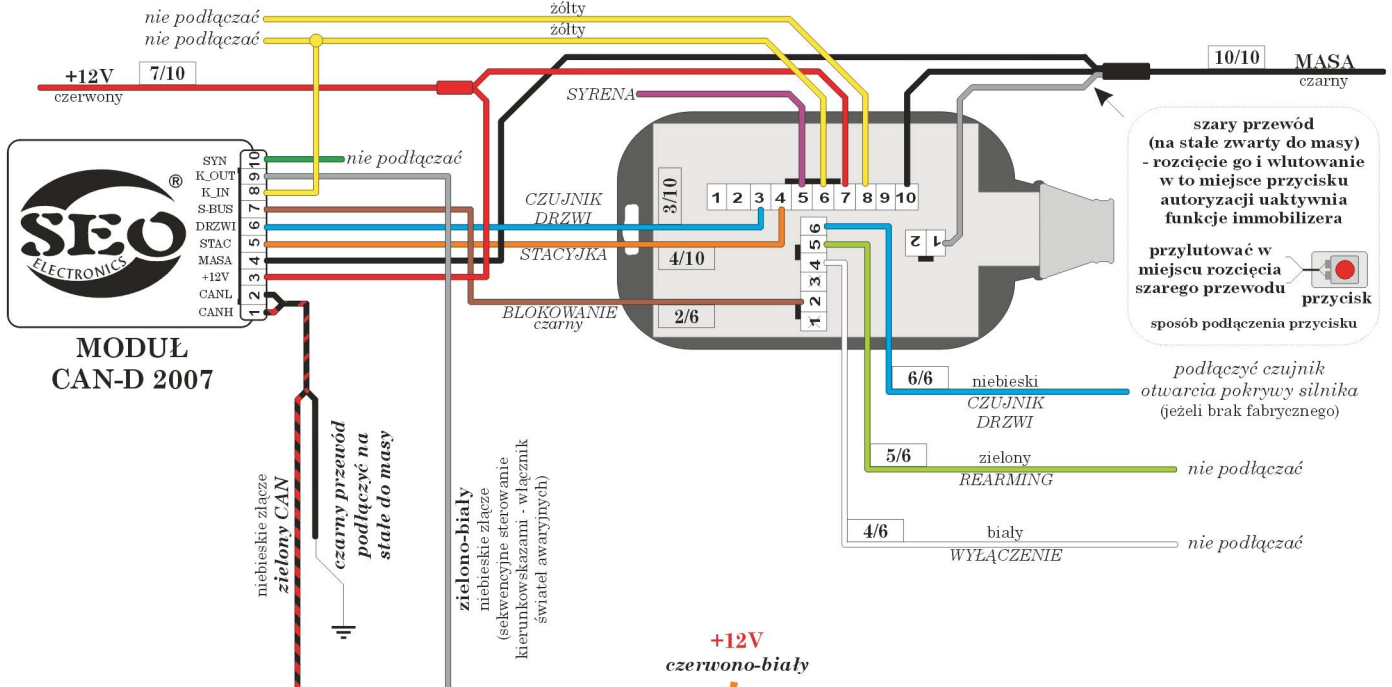 nie podłączać
żółty
nie podłączać
żółty
+12V
7/10
czerwony
10/10
MASA
czarny
SYRENA
SEO
®
ELECTRONICS
SYN
K_OUT
K_IN
S-BUS
DRZWI
STAC
MASA
+12V
CANL
CANH
10
9
8
7
6
5
4
3
2
1
nie podłączać
MODUŁ
CAN-D 2007
CZUJNIK
DRZWI
3/10
STACYJKA
4/10
BLOKOWANIE
czarny
2/6
1 2 3 4 5 6 7 8 9 10
6
5
4
3
2
1
2 1
szary przewód
(na stałe zwarty do masy)
- rozcięcie go i wlutowanie
w to miejsce przycisku
autoryzacji uaktywnia
funkcje immobilizera
przylutować w
miejscu rozcięcia
szarego przewodu
przycisk
sposób podłączenia przycisku
6/6
niebieski
CZUJNIK
DRZWI
podłączyć czujnik
otwarcia pokrywy silnika
(jeżeli brak fabrycznego)
5/6
zielony
REARMING
nie podłączać
4/6
biały
WYŁĄCZENIE
nie podłączać
niebieskie złącze
zielony CAN
czarny przewód
podłączyć na
stałe do masy
zielono-biały
niebieskie złącze
(sekwencyjne sterowanie
kierunkowskazami - włącznik
świateł awaryjnych)
+12V
czerwono-biały